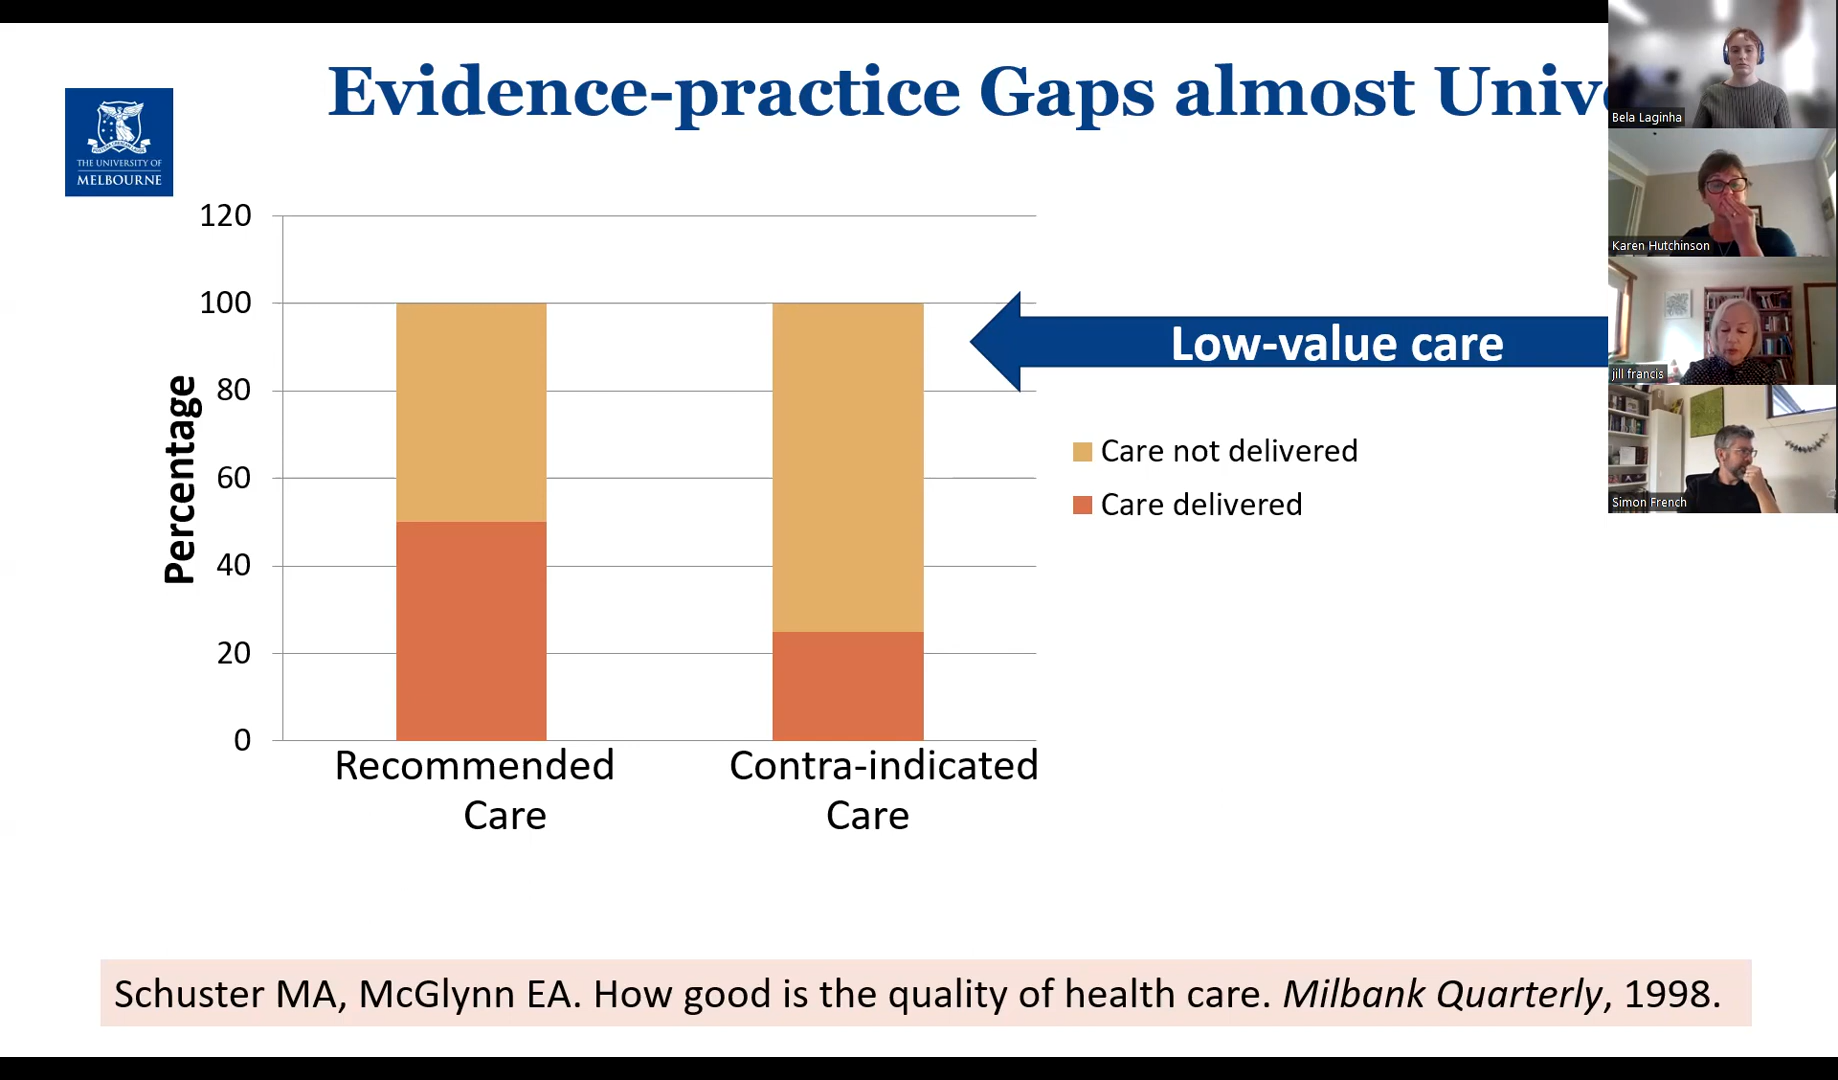 Evidence-practice Gaps almost Unive
THE UNIVERSITY OF
MELBOURNE
120
100
80
60
40
20
0
Percentage
Recommended
Care
Contra-indicated
Care
Low-value care
Care not delivered
Care delivered
Schuster MA, McGlynn EA. How good is the quality of health care. Milbank Quarterly, 1998.
Bela Laginha
Karen Hutchinson
jill francis
Simon French